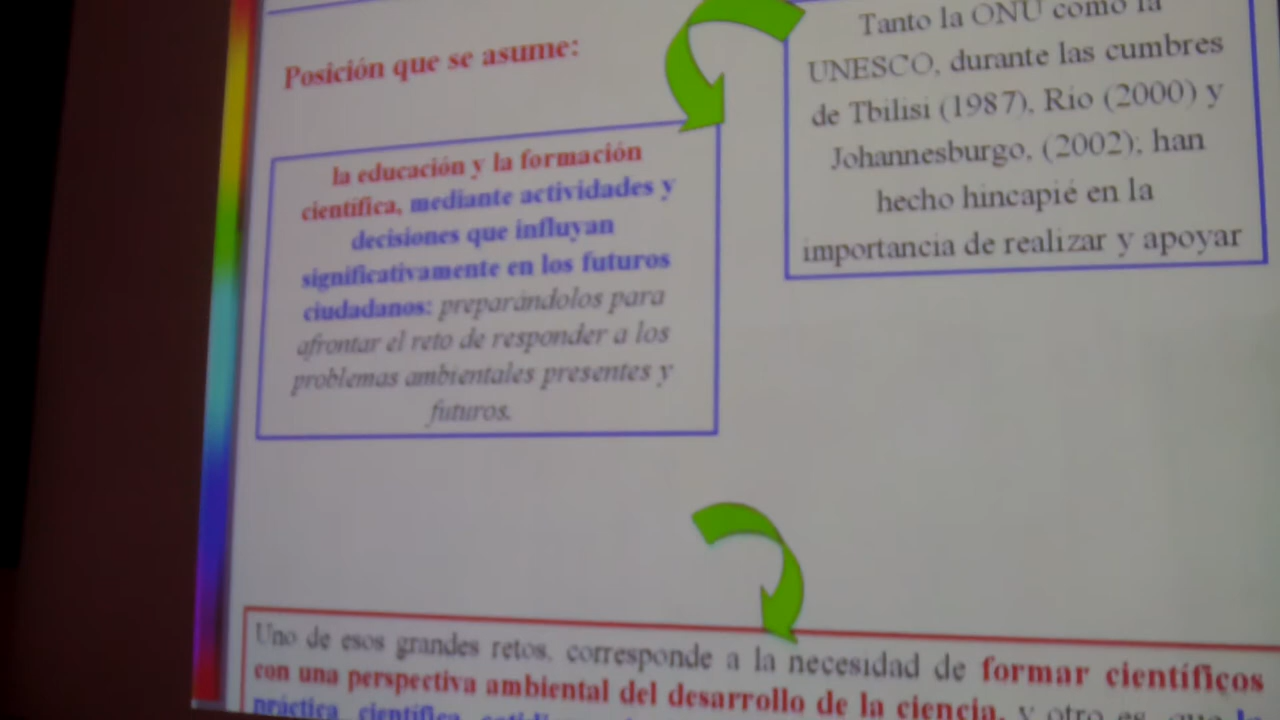 Posición que se asume:
Tanto la ONU como la
UNESCO, durante las cumbres
de Tbilisi (1987), Rio (2000) y
Johannesburgo, (2002); han
hecho hincapié en la
importancia de realizar y apoyar
la educación y la formación
científica, mediante actividades y
decisiones que influyan
significativamente en los futuros
ciudadanos: preparándolos para
afrontar el reto de responder a los
problemas ambientales presentes y
futuros.
Uno de esos grandes retos, corresponde a la necesidad de formar científicos
con una perspectiva ambiental del desarrollo de la ciencia, y otro es que
práctica científica